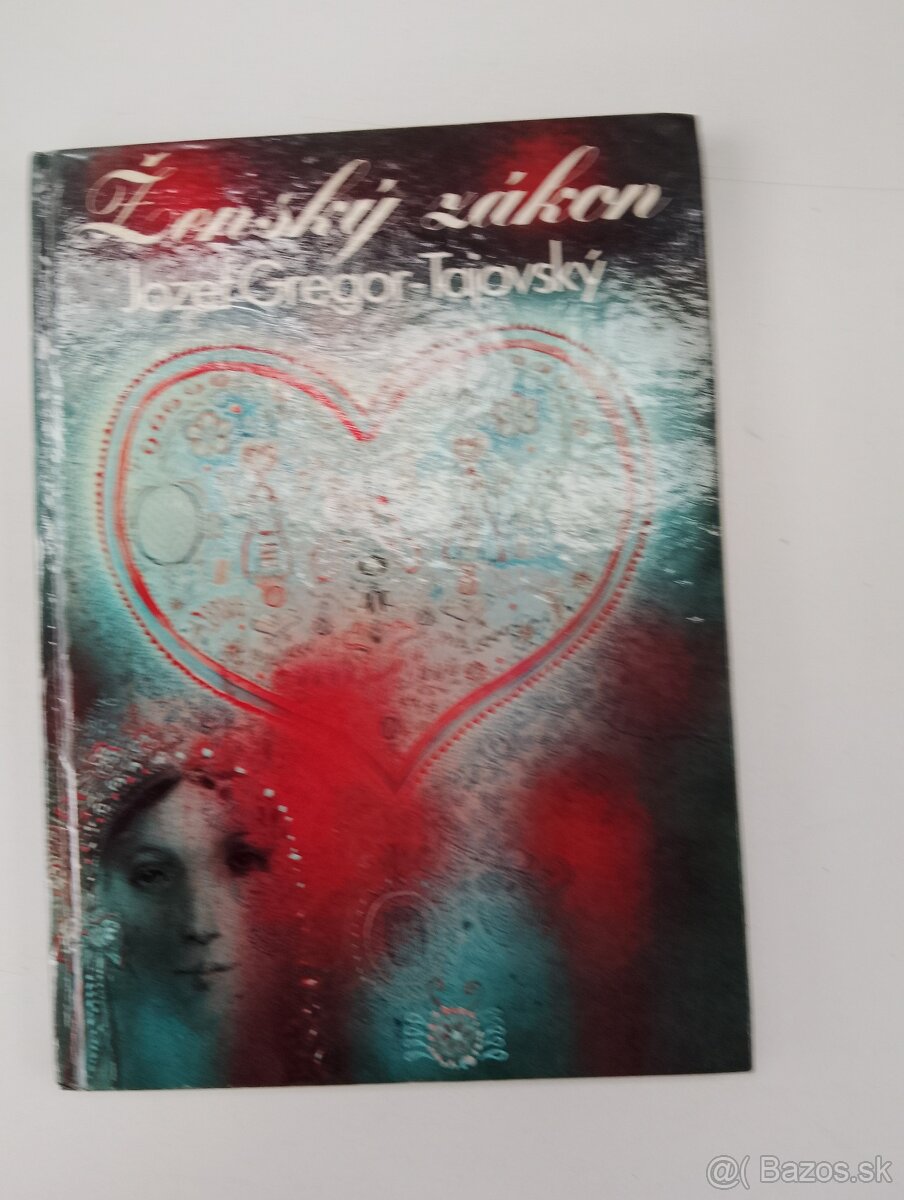 Ženský zákon
Jozef Gregor-Tajovský
@( Bazos.sk